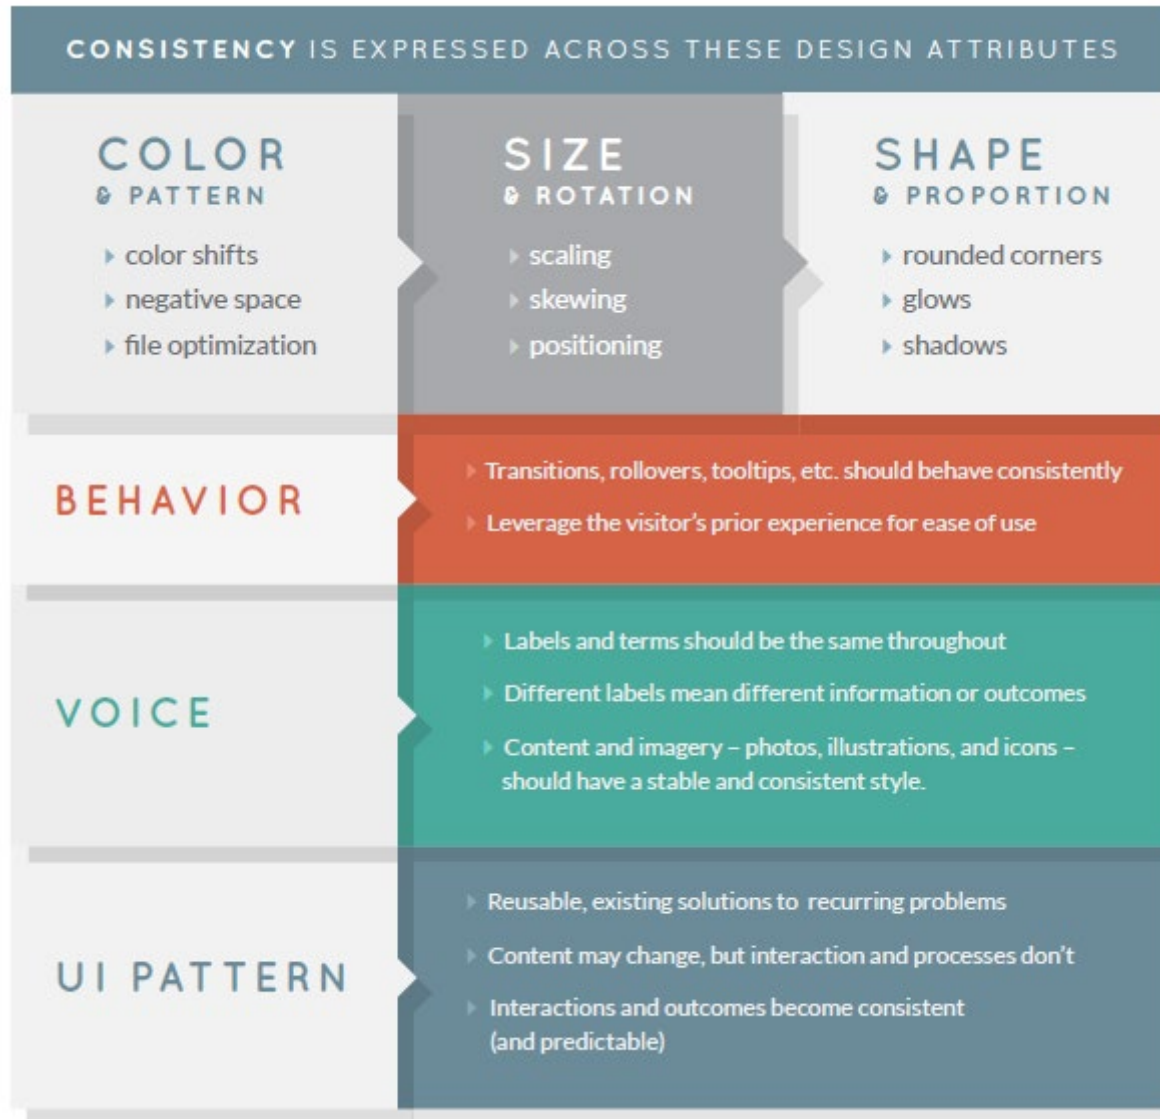 CONSISTENCY IS EXPRESSED ACROSS THESE DESIGN ATTRIBUTES
COLOR
& PATTERN
color shifts
negative space
file optimization
SIZE
& ROTATION
scaling
skewing
positioning
SHAPE
& PROPORTION
rounded corners
glows
shadows
BEHAVIOR
Transitions, rollovers, tooltips, etc. should behave consistently
Leverage the visitor's prior experience for ease of use
VOICE
Labels and terms should be the same throughout
Different labels mean different information or outcomes
Content and imagery – photos, illustrations, and icons –
should have a stable and consistent style.
UI PATTERN
Reusable, existing solutions to recurring problems
Content may change, but interaction and processes don't
Interactions and outcomes become consistent
(and predictable)